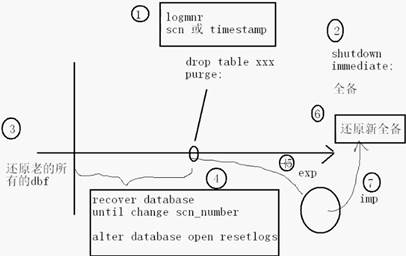 ①
logmnr
scn 或 timestamp
②
shutdown
immediate;
全备
drop table xxx
purge;
③
还原老的所
有的dbf
④
recover database
until change scn_number
alter database open resetlogs
⑤
exp
⑥
还原新全备
⑦
imp